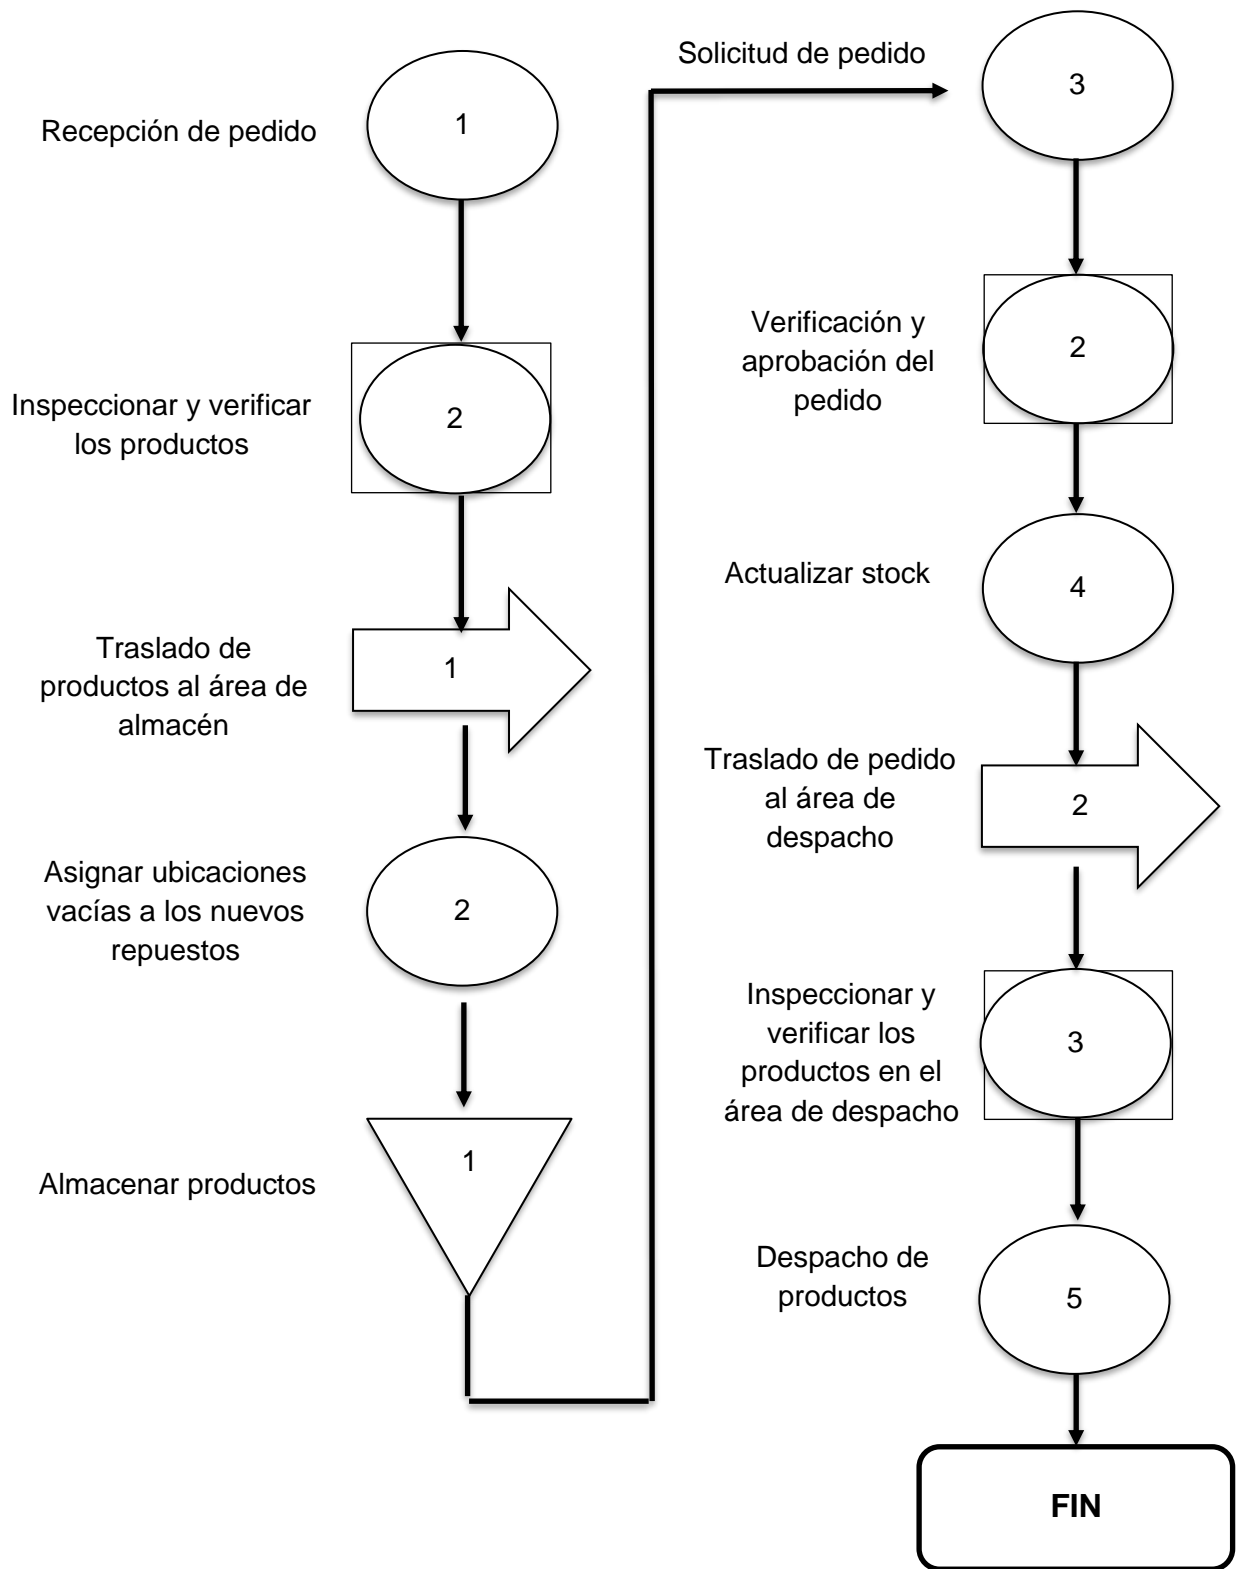 Recepción de pedido
1
Inspeccionar y verificar
los productos
2
Traslado de
productos al área de
almacén
1
Asignar ubicaciones
vacías a los nuevos
repuestos
2
Almacenar productos
1
Solicitud de pedido
3
Verificación y
aprobación del
pedido
2
Actualizar stock
4
Traslado de pedido
al área de
despacho
2
Inspeccionar y
verificar los
productos en el
área de despacho
3
Despacho de
productos
5
FIN